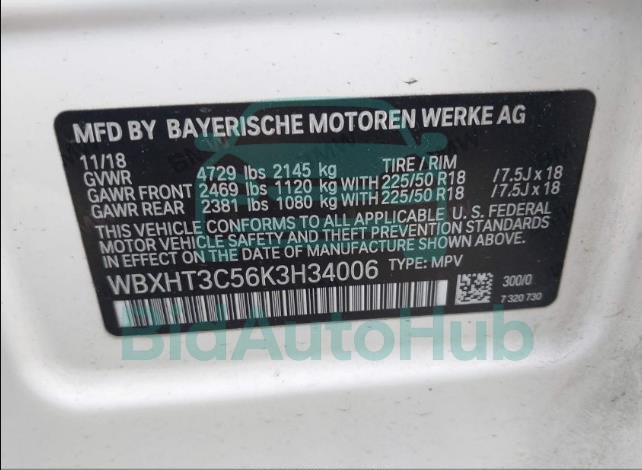 MFD BY BAYERISCHE MOTOREN WERKE AG
11/18
GVWR 4729 lbs 2145 kg TIRE / RIM
GAWR FRONT 2469 lbs 1120 kg WITH 225/50 R18 /7.5J x 18
GAWR REAR 2381 lbs 1080 kg WITH 225/50 R18 /7.5J x 18
THIS VEHICLE CONFORMS TO ALL APPLICABLE U. S. FEDERAL
MOTOR VEHICLE SAFETY AND THEFT PREVENTION STANDARDS
IN EFFECT ON THE DATE OF MANUFACTURE SHOWN ABOVE.
WBXHT3C56K3H34006 TYPE: MPV
300/0
7 320 730
BidAutoHub